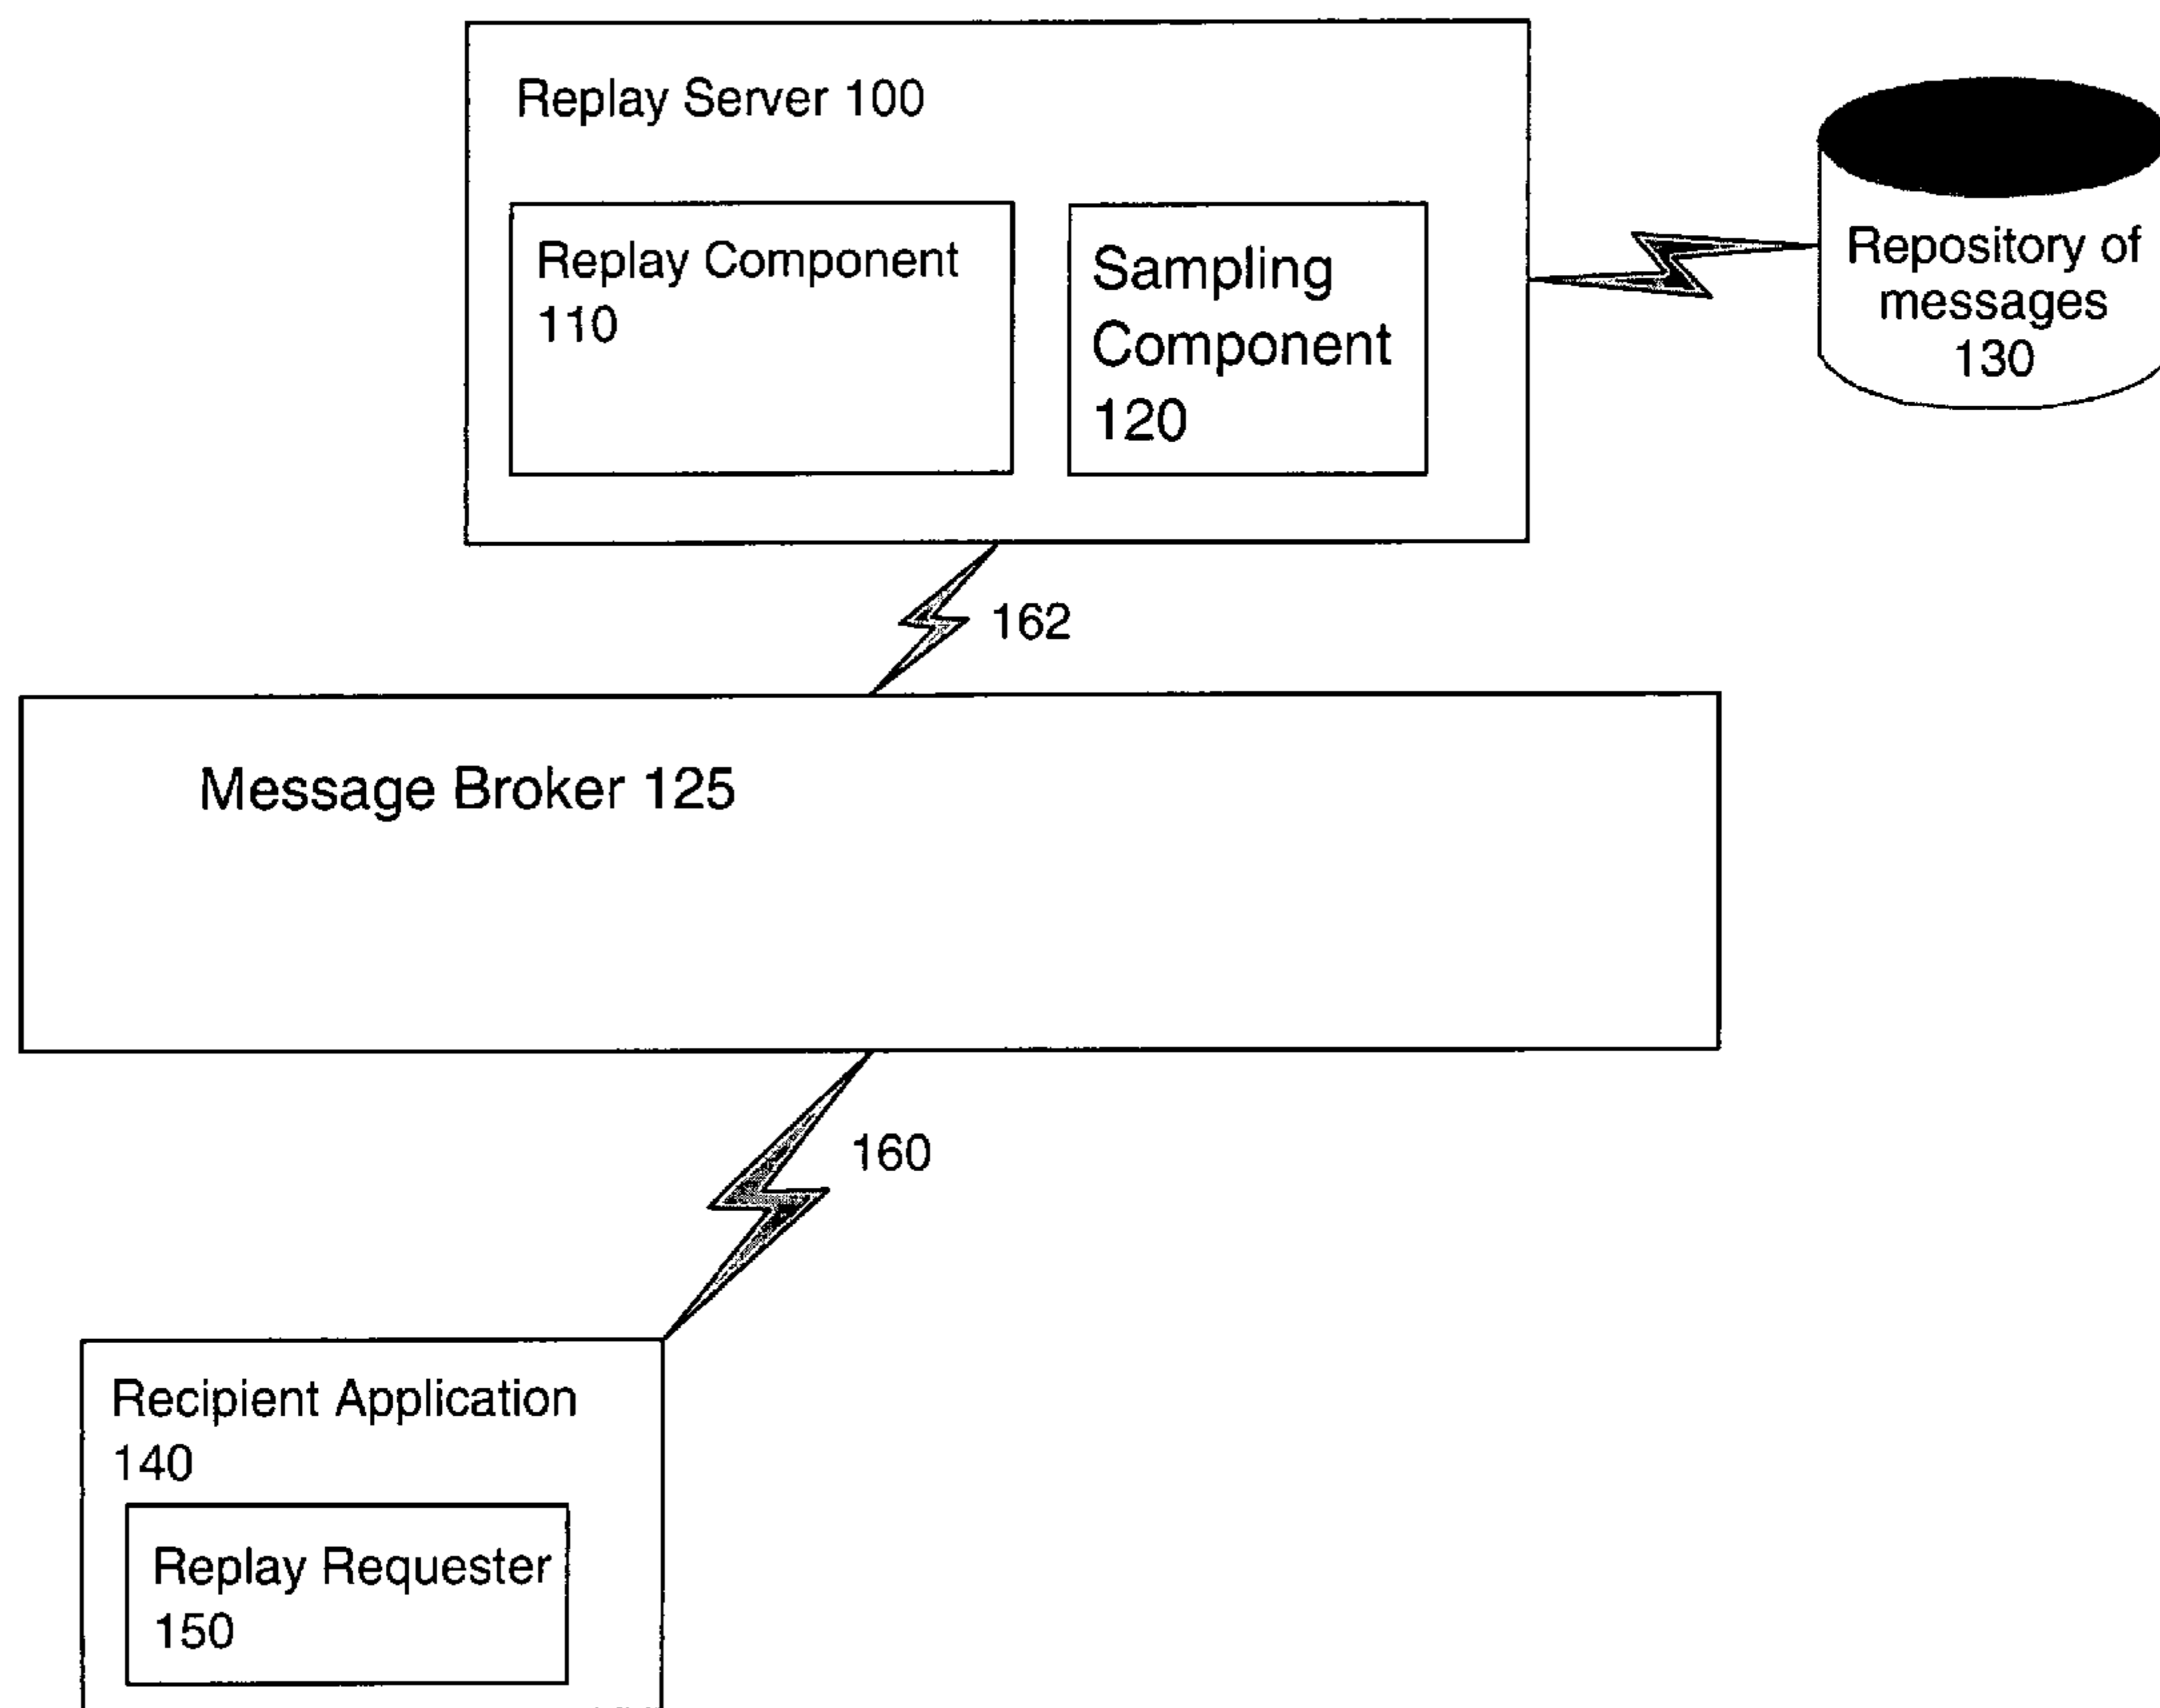 Replay Server 100
Replay Component
110
Sampling
Component
120
Repository of
messages
130
162
Message Broker 125
160
Recipient Application
140
Replay Requester
150